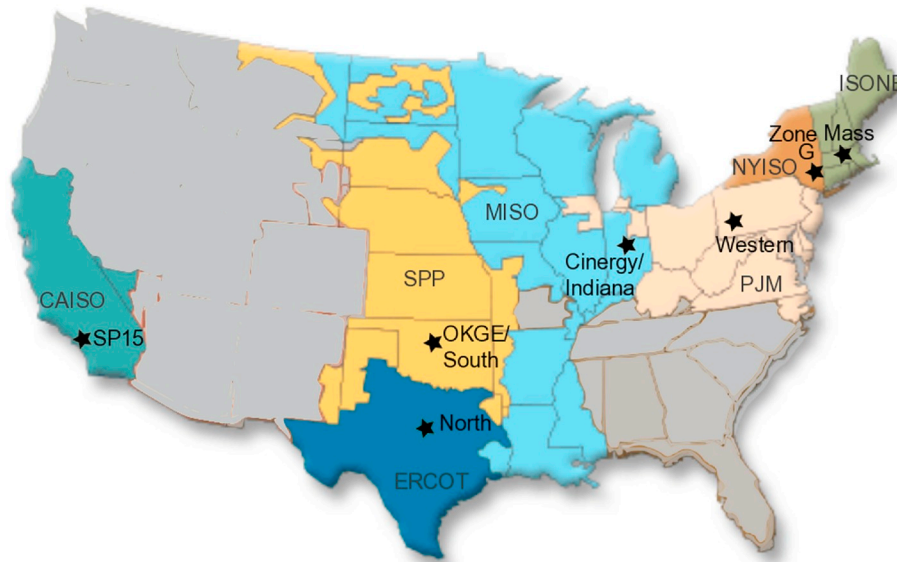 ISONE
Zone Mass
G
NYISO
MISO
Western
Cinergy/
Indiana
PJM
SPP
CAISO
SP15
OKGE/
South
North
ERCOT